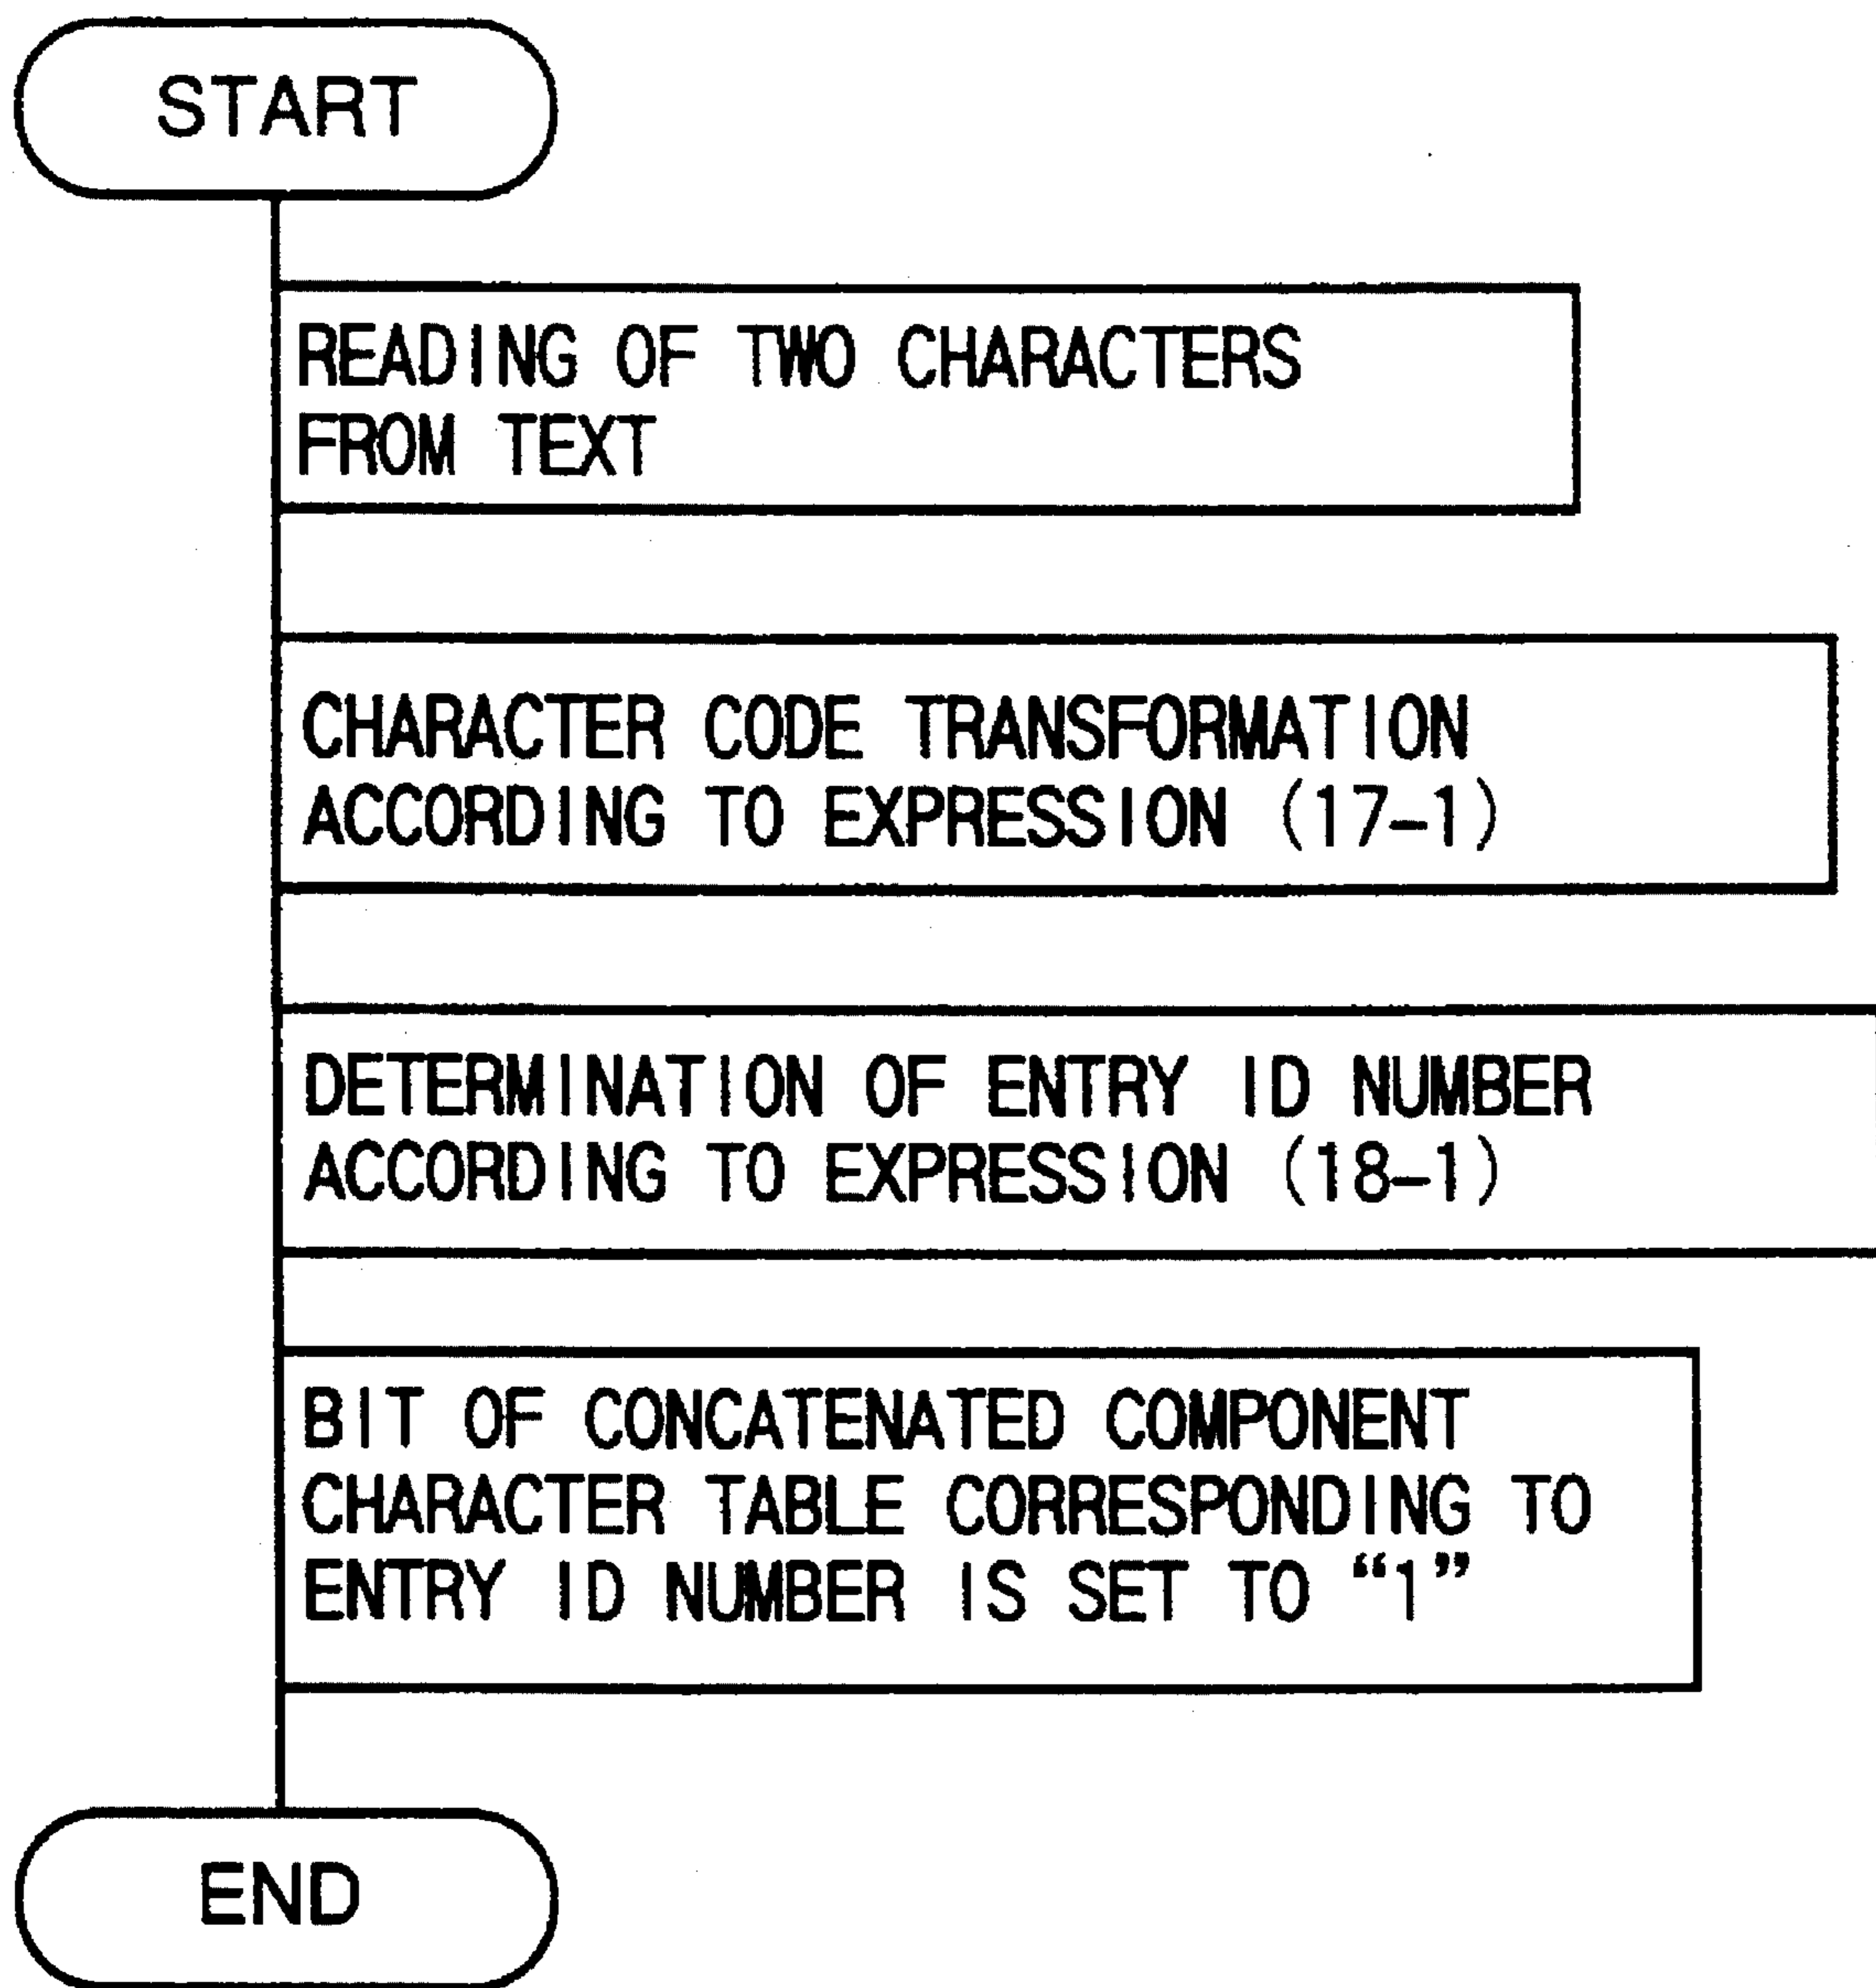 START
READING OF TWO CHARACTERS
FROM TEXT
CHARACTER CODE TRANSFORMATION
ACCORDING TO EXPRESSION (17-1)
DETERMINATION OF ENTRY ID NUMBER
ACCORDING TO EXPRESSION (18-1)
BIT OF CONCATENATED COMPONENT
CHARACTER TABLE CORRESPONDING TO
ENTRY ID NUMBER IS SET TO “1”
END